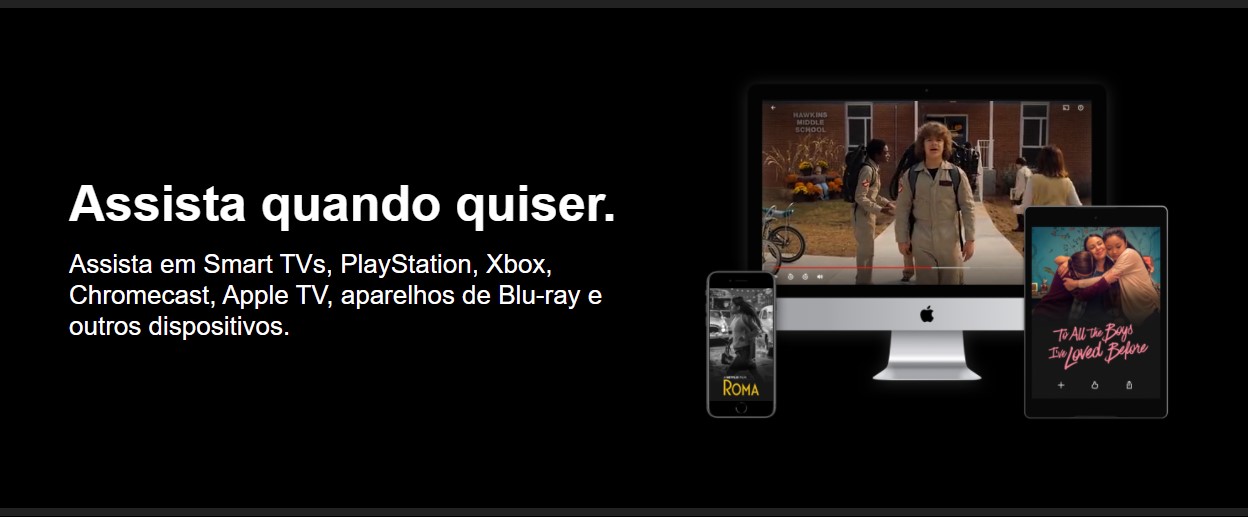 Assista quando quiser.
Assista em Smart TVs, PlayStation, Xbox,
Chromecast, Apple TV, aparelhos de Blu-ray e
outros dispositivos.
HAWKINS
MIDDLE
SCHOOL
ROMA
To All the Boys
I've Loved Before